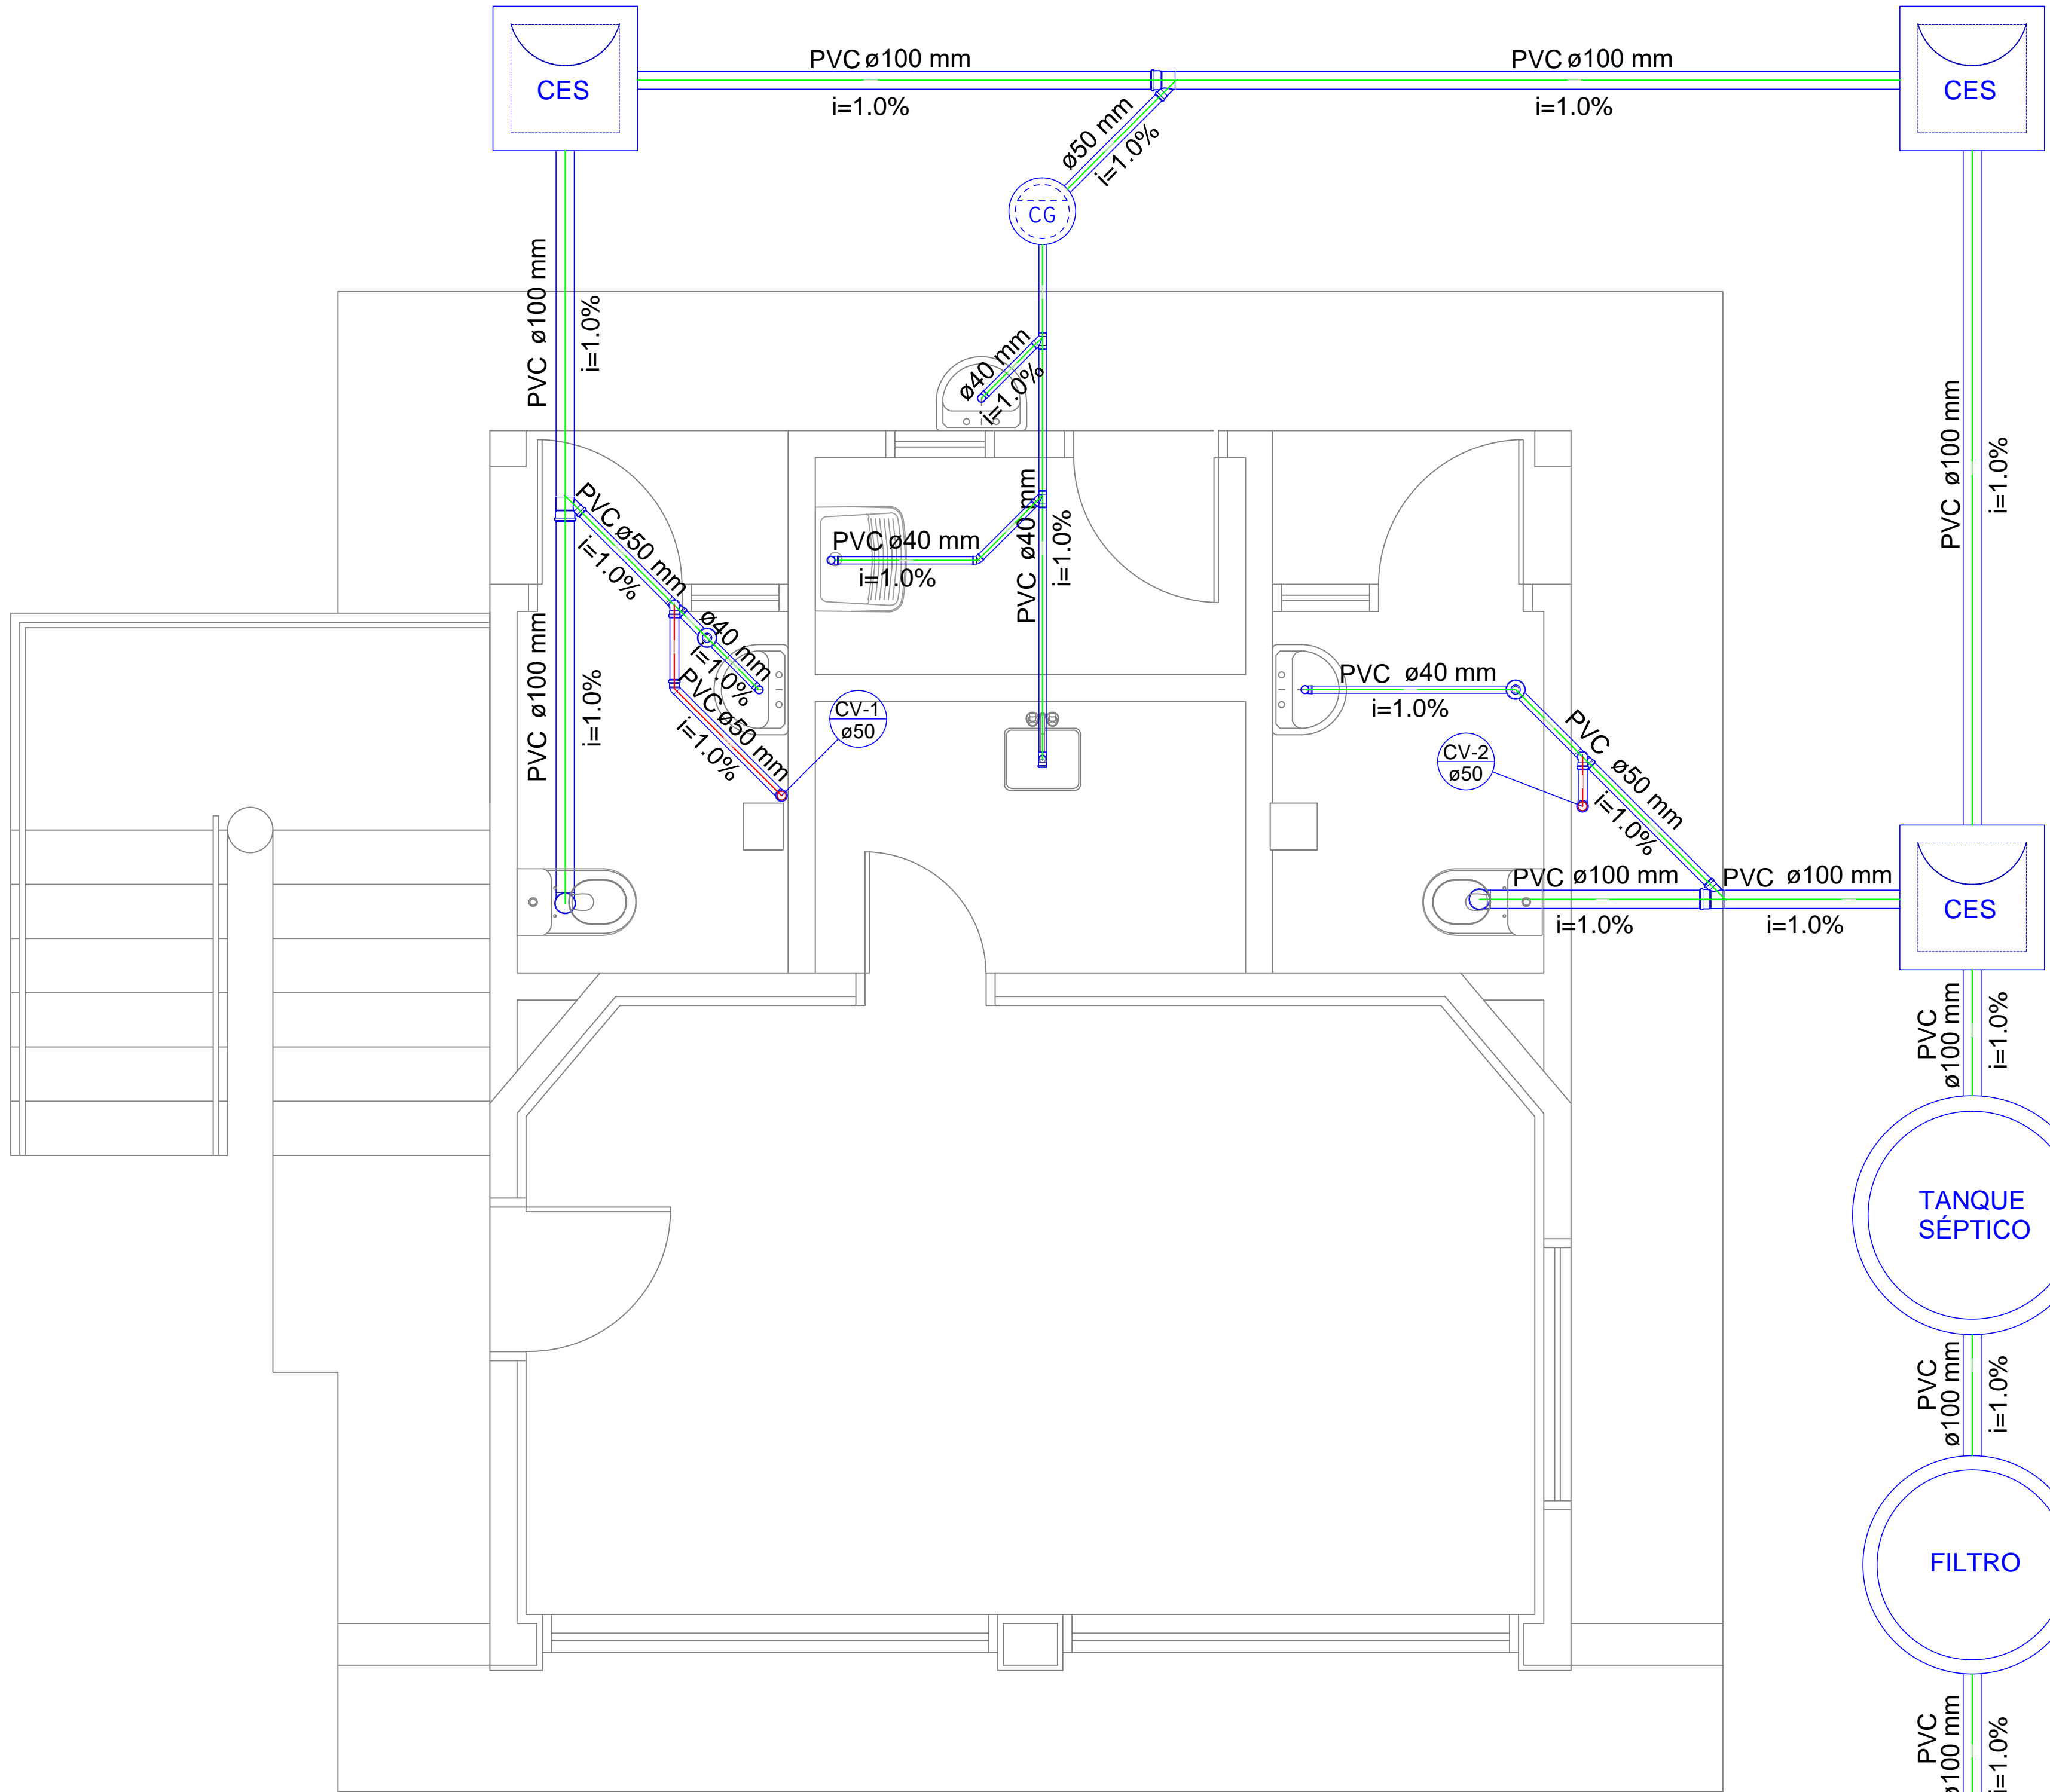 PVC ø100 mm
i=1.0%
PVC ø100 mm
i=1.0%
CES
CES
ø50 mm
i=1.0%
CG
PVC ø100 mm
i=1.0%
ø40 mm
i=1.0%
PVC ø100 mm
i=1.0%
PVC ø50 mm
i=1.0%
PVC ø40 mm
i=1.0%
PVC ø40 mm
i=1.0%
ø40 mm
i=1.0%
PVC ø100 mm
i=1.0%
PVC ø50 mm
i=1.0%
CV-1
ø50
PVC ø40 mm
i=1.0%
CV-2
ø50
PVC ø50 mm
i=1.0%
PVC ø100 mm
i=1.0%
PVC ø100 mm
i=1.0%
CES
PVC
ø100 mm
i=1.0%
TANQUE
SÉPTICO
PVC
ø100 mm
i=1.0%
FILTRO
PVC
ø100 mm
i=1.0%